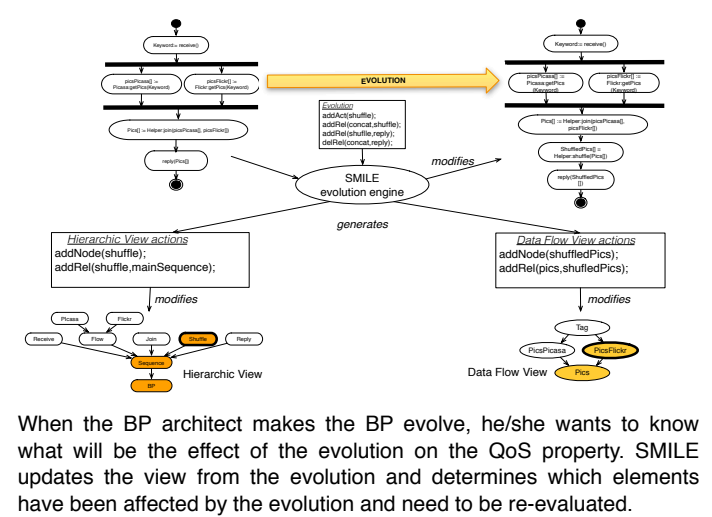 Keyword:= receive()
picsPicasa[] :=
Picasa:getPics(Keyword)
picsFlickr[] :=
Flickr:getPics(Keyword)
Pics[] := Helper:join(picsPicasa[], picsFlickr[])
reply(Pics[])
EVOLUTION
Evolution
addAct(shuffle);
addRel(concat,shuffle);
addRel(shuffle,reply);
delRel(concat,reply);
Keyword:= receive()
picsPicasa[] :=
Picasa:getPics
(Keyword)
picsFlickr[] :=
Flickr:getPics
(Keyword)
Pics[] := Helper:join(picsPicasa[],
picsFlickr[])
ShuffledPics[] =
Helper:shuffle(Pics[])
reply(ShuffledPics
[])
modifies
SMILE
evolution engine
generates
Hierarchic View actions
addNode(shuffle);
addRel(shuffle,mainSequence);
Data Flow View actions
addNode(shuffledPics);
addRel(pics,shufledPics);
modifies
modifies
Picasa
Flickr
Receive
Flow
Join
Shuffle
Reply
Sequence
BP
Hierarchic View
Tag
PicsPicasa
PicsFlickr
Pics
Data Flow View
When the BP architect makes the BP evolve, he/she wants to know
what will be the effect of the evolution on the QoS property. SMILE
updates the view from the evolution and determines which elements
have been affected by the evolution and need to be re-evaluated.